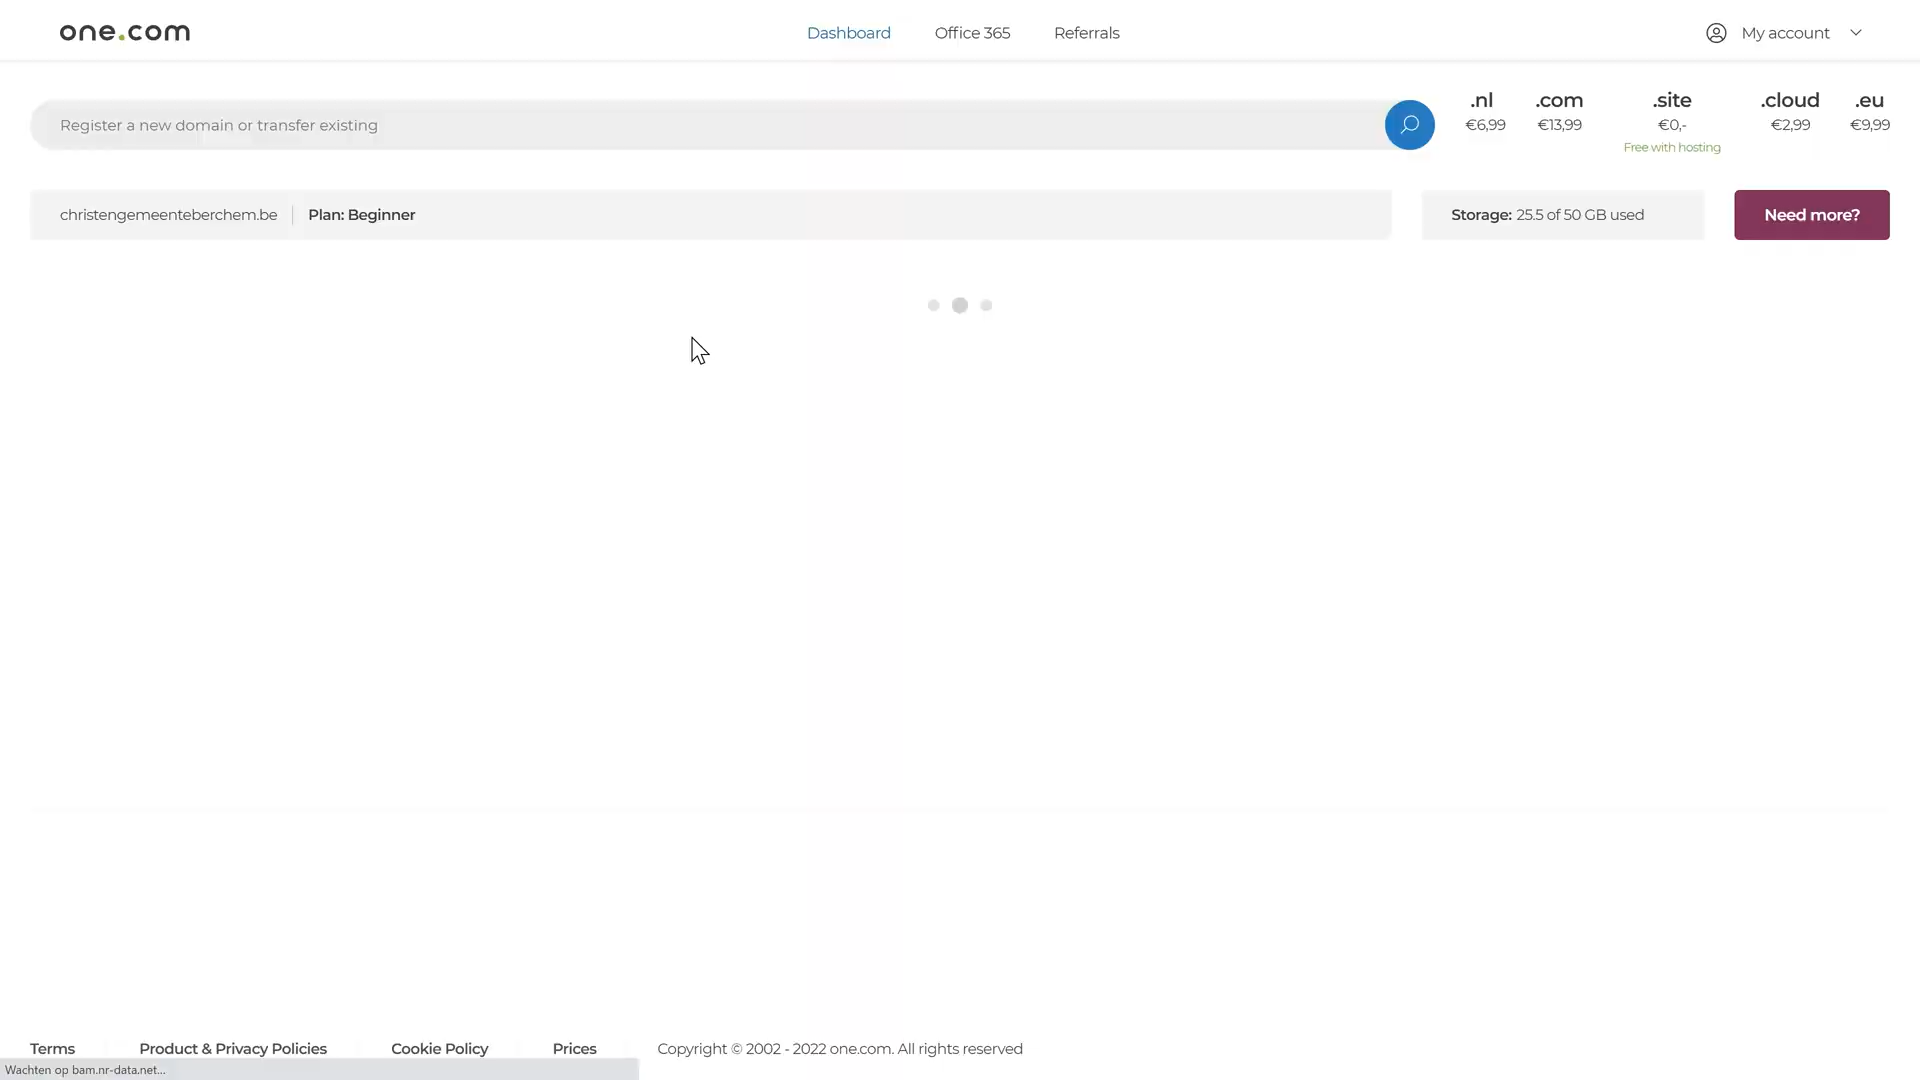 one.com
Dashboard Office 365 Referrals
My account
Register a new domain or transfer existing
.nl .com .site .cloud .eu
€6,99 €13,99 €0,- €2,99 €9,99
Free with hosting
christengemeenteberchem.be Plan: Beginner
Storage: 25.5 of 50 GB used
Need more?
Terms Product & Privacy Policies Cookie Policy Prices Copyright © 2002 - 2022 one.com. All rights reserved
Wachten op bam.nr-data.net...